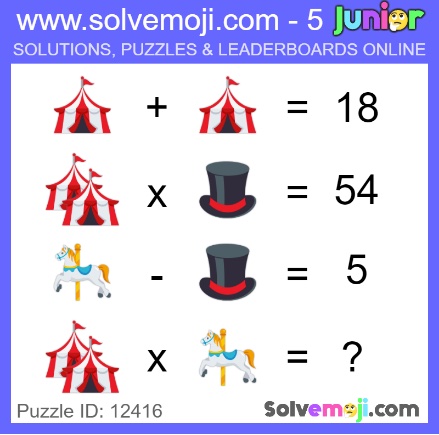 www.solvemoji.com - 5 Junior
SOLUTIONS, PUZZLES & LEADERBOARDS ONLINE
+ = 18
x = 54
- = 5
x = ?
Puzzle ID: 12416 Solvemoji.com